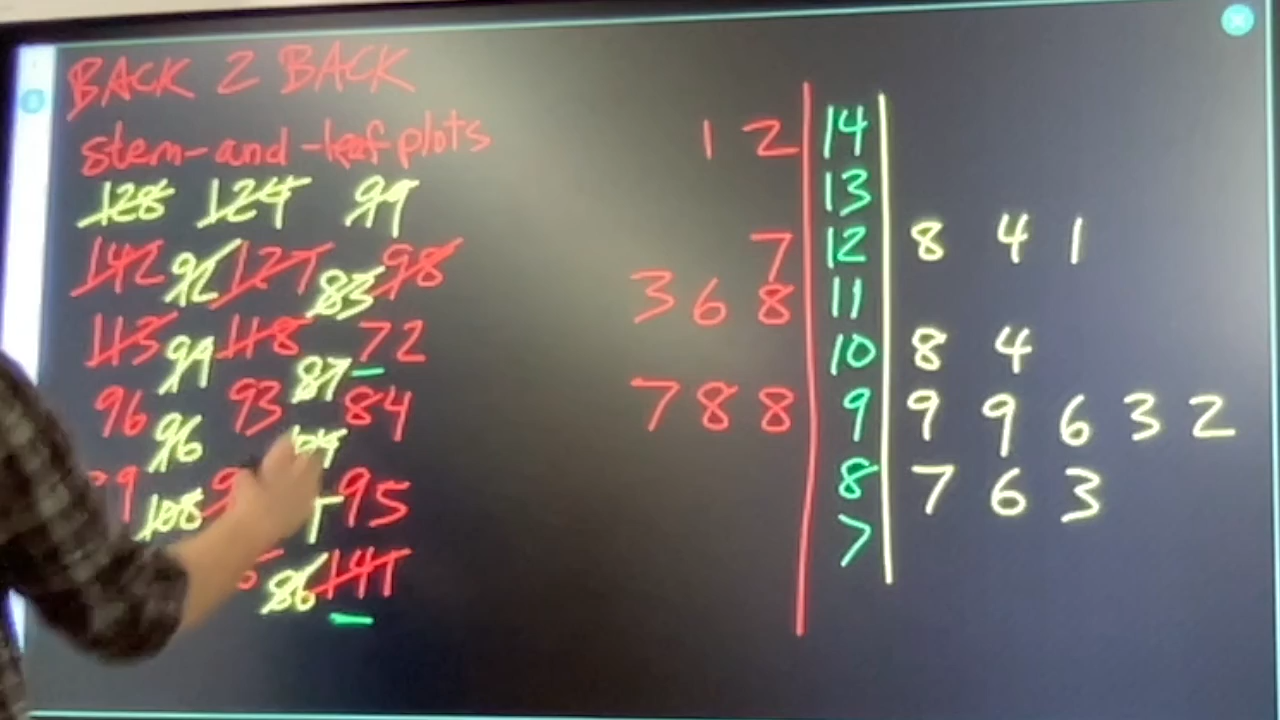 BACK 2 BACK
stem-and-leaf plots
128 124 99
142 92 127 83 98
113 99 118 87 72
96 93 84
96
108 95
86 141
1 2 14
13
7 12 8 4 1
3 6 8 11
10 8 4
7 8 8 9 9 9 6 3 2
8 7 6 3
7